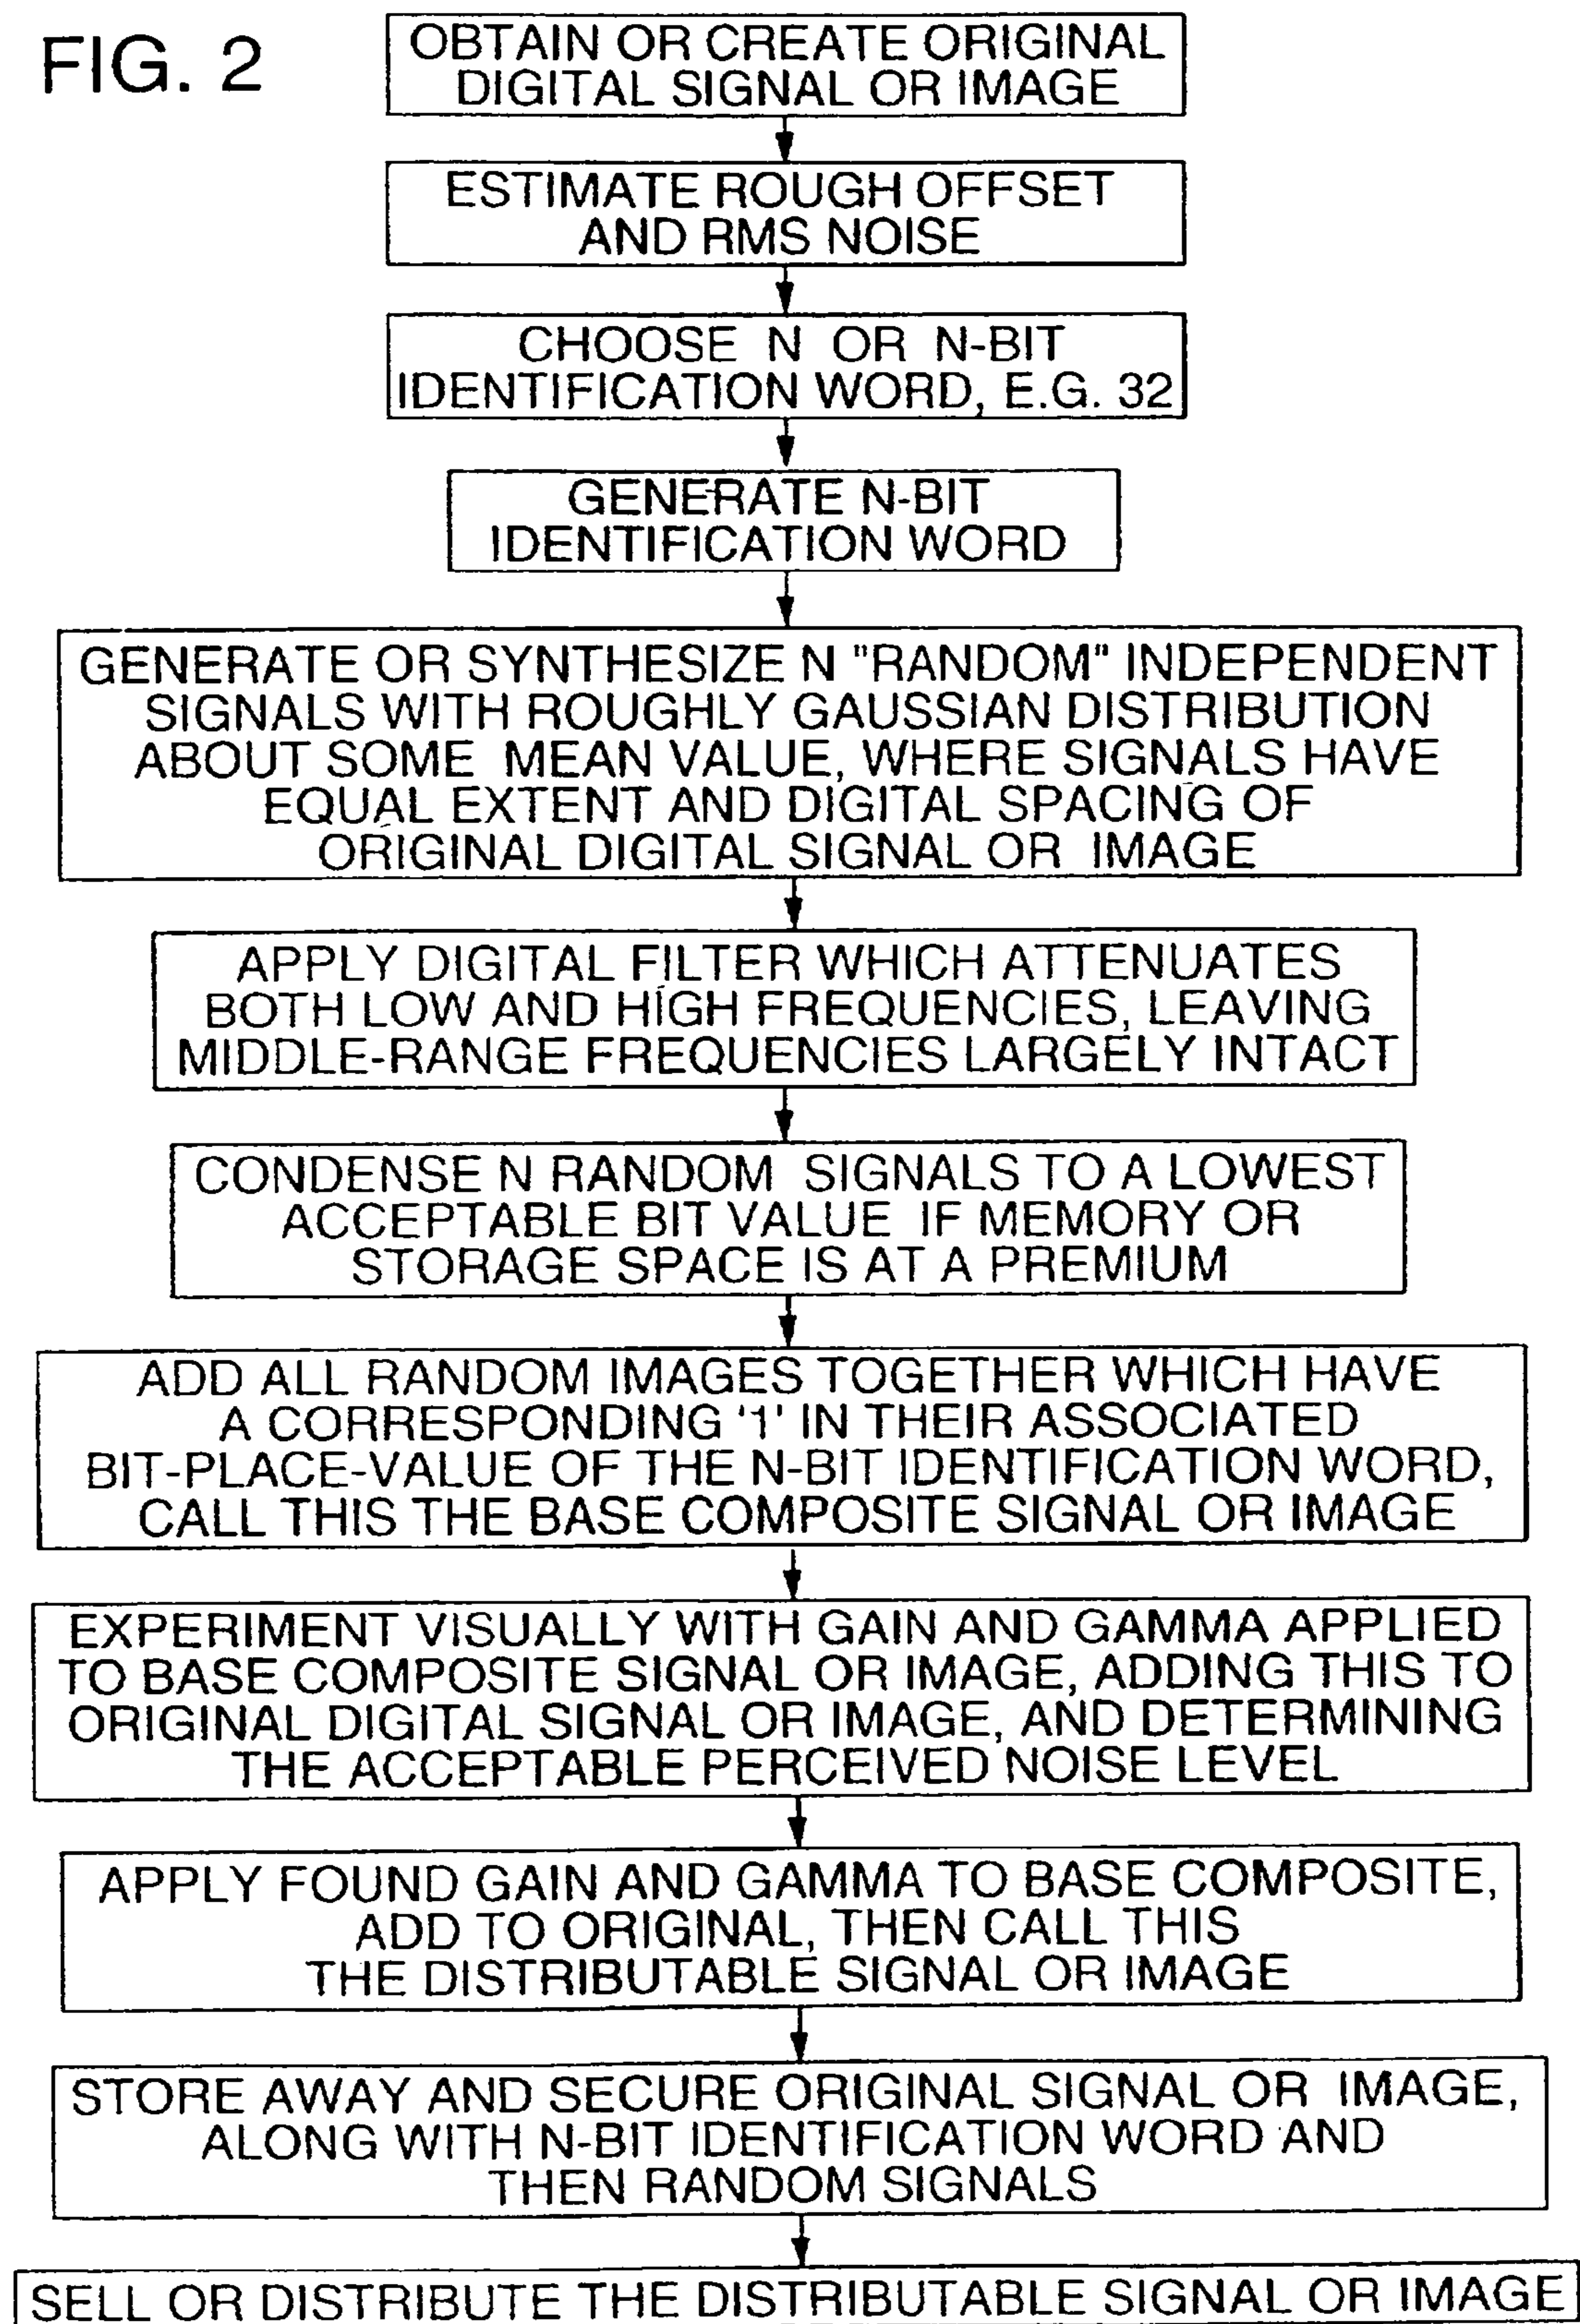 FIG. 2
OBTAIN OR CREATE ORIGINAL
DIGITAL SIGNAL OR IMAGE
ESTIMATE ROUGH OFFSET
AND RMS NOISE
CHOOSE N OR N-BIT
IDENTIFICATION WORD, E.G. 32
GENERATE N-BIT
IDENTIFICATION WORD
GENERATE OR SYNTHESIZE N "RANDOM" INDEPENDENT
SIGNALS WITH ROUGHLY GAUSSIAN DISTRIBUTION
ABOUT SOME MEAN VALUE, WHERE SIGNALS HAVE
EQUAL EXTENT AND DIGITAL SPACING OF
ORIGINAL DIGITAL SIGNAL OR IMAGE
APPLY DIGITAL FILTER WHICH ATTENUATES
BOTH LOW AND HIGH FREQUENCIES, LEAVING
MIDDLE-RANGE FREQUENCIES LARGELY INTACT
CONDENSE N RANDOM SIGNALS TO A LOWEST
ACCEPTABLE BIT VALUE IF MEMORY OR
STORAGE SPACE IS AT A PREMIUM
ADD ALL RANDOM IMAGES TOGETHER WHICH HAVE
A CORRESPONDING '1' IN THEIR ASSOCIATED
BIT-PLACE-VALUE OF THE N-BIT IDENTIFICATION WORD,
CALL THIS THE BASE COMPOSITE SIGNAL OR IMAGE
EXPERIMENT VISUALLY WITH GAIN AND GAMMA APPLIED
TO BASE COMPOSITE SIGNAL OR IMAGE, ADDING THIS TO
ORIGINAL DIGITAL SIGNAL OR IMAGE, AND DETERMINING
THE ACCEPTABLE PERCEIVED NOISE LEVEL
APPLY FOUND GAIN AND GAMMA TO BASE COMPOSITE,
ADD TO ORIGINAL, THEN CALL THIS
THE DISTRIBUTABLE SIGNAL OR IMAGE
STORE AWAY AND SECURE ORIGINAL SIGNAL OR IMAGE,
ALONG WITH N-BIT IDENTIFICATION WORD AND
THEN RANDOM SIGNALS
SELL OR DISTRIBUTE THE DISTRIBUTABLE SIGNAL OR IMAGE